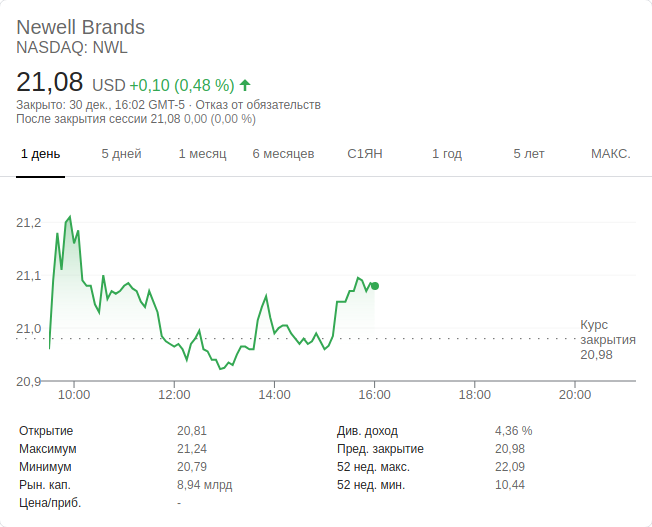 Newell Brands
NASDAQ: NWL
21,08 USD +0,10 (0,48 %)
Закрыто: 30 дек., 16:02 GMT-5 · Отказ от обязательств
После закрытия сессии 21,08 0,00 (0,00 %)
1 день 5 дней 1 месяц 6 месяцев С1ЯН 1 год 5 лет МАКС.
21,2
21,1
21,0
20,9
Курс
закрытия
20,98
10:00 12:00 14:00 16:00 18:00 20:00
Открытие 20,81 Див. доход 4,36 %
Максимум 21,24 Пред. закрытие 20,98
Минимум 20,79 52 нед. макс. 22,09
Рын. кап. 8,94 млрд 52 нед. мин. 10,44
Цена/приб. -